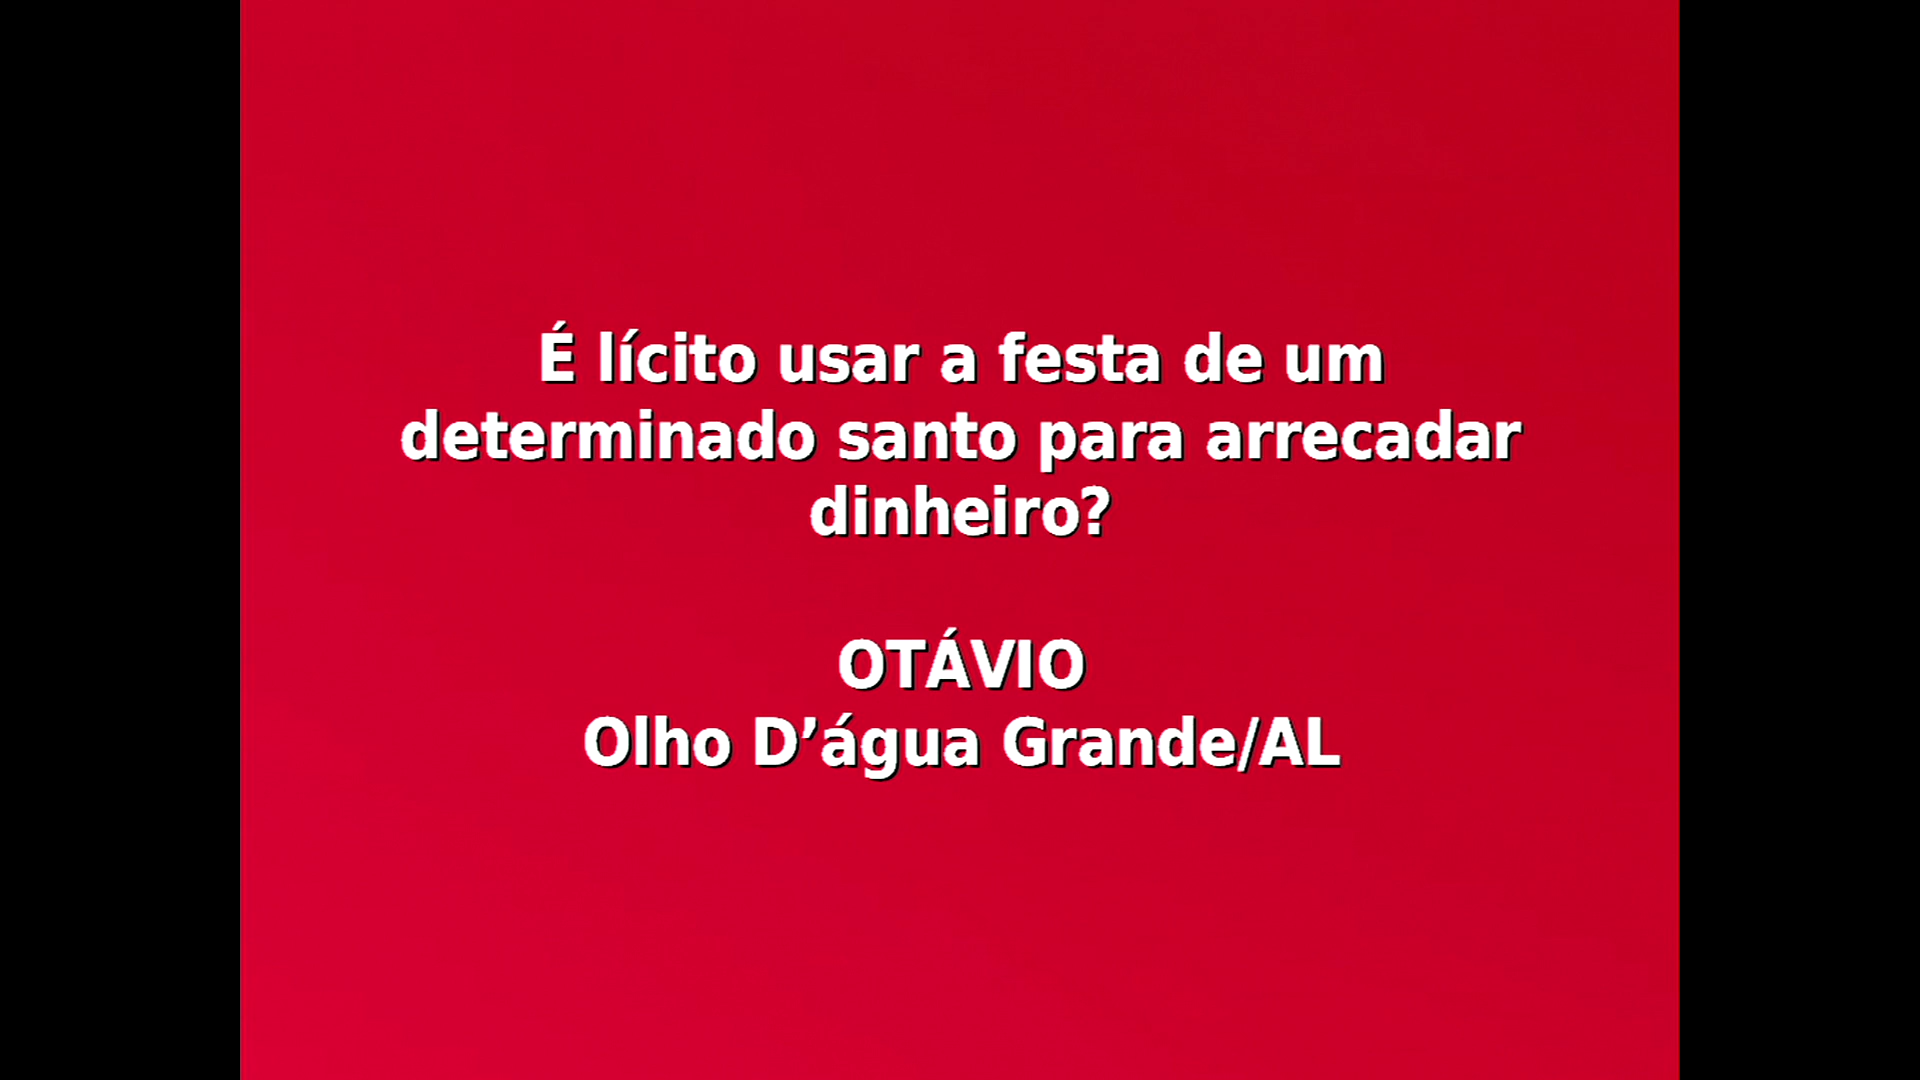 É lícito usar a festa de um
determinado santo para arrecadar
dinheiro?
OTÁVIO
Olho D’água Grande/AL